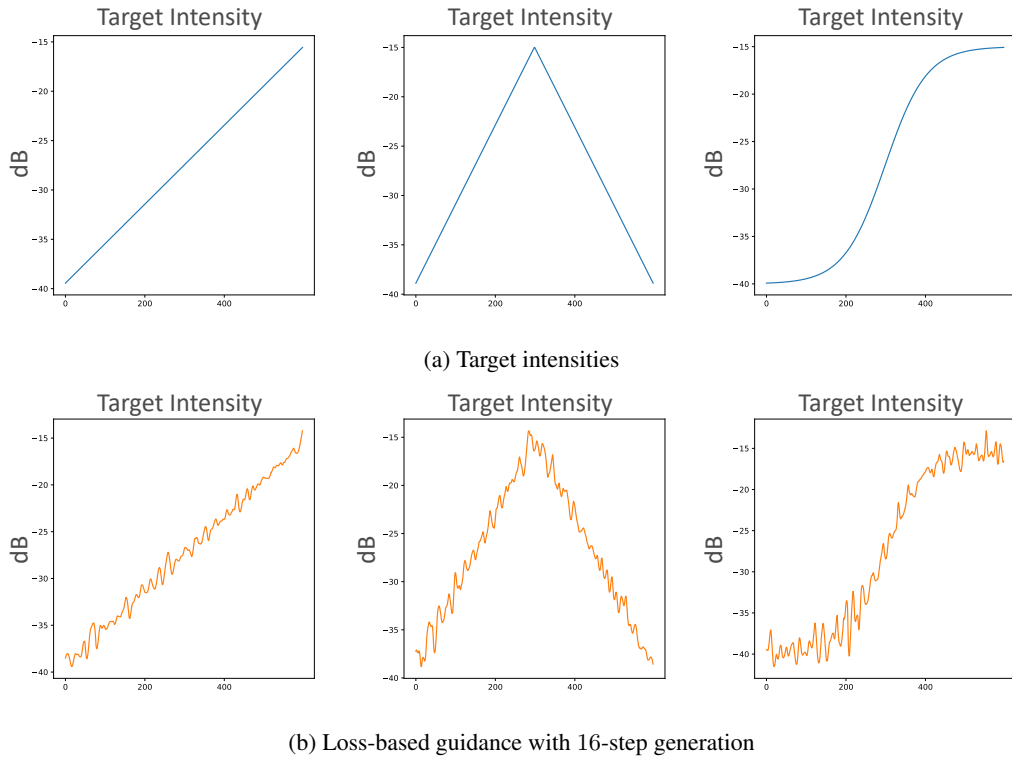 Target Intensity Target Intensity Target Intensity
−15 −15 −15
−20 −20 −20
−25 −25 −25
dB dB dB
−30 −30 −30
−35 −35 −35
−40 −40 −40
0 200 400 0 200 400 0 200 400
(a) Target intensities
Target Intensity Target Intensity Target Intensity
−15 −15 −15
−20 −20 −20
−25 −25 −25
dB dB dB
−30 −30 −30
−35 −35 −35
−40 −40 −40
0 200 400 0 200 400 0 200 400
(b) Loss-based guidance with 16-step generation